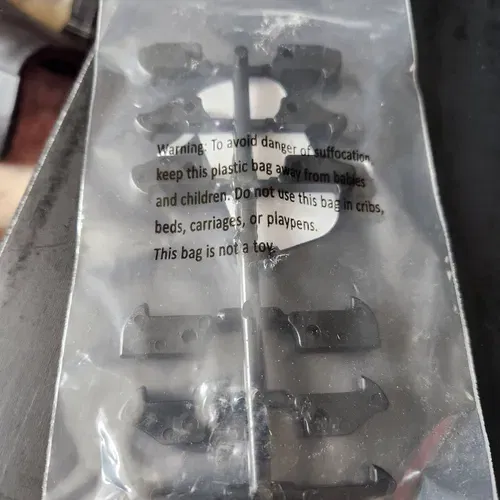 Warning: To avoid danger of suffocation
keep this plastic bag away from babies
and children. Do not use this bag in cribs,
beds, carriages, or playpens.
This bag is not a toy.